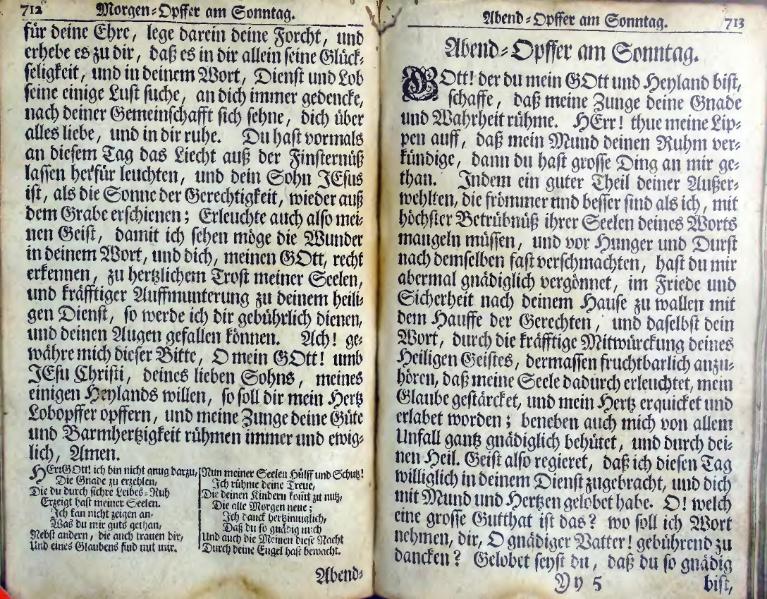 712 Morgen-Opffer am Sonntag.
für deine Ehre, lege darein deine Forcht, und
erhebe es zu dir, daß es in dir allein seine Glück-
seligkeit, und in deinem Wort, Dienst und Lob
seine einige Lust suche, an dich immer gedencke,
nach deiner Gemeinschafft sich sehne, dich über
alles liebe, und in dir ruhe. Du hast vormals
an diesem Tag das Liecht auß der Finsternüß
lassen herfür leuchten, und dein Sohn JEsus
ist, als die Sonne der Gerechtigkeit, wieder auß
dem Grabe erschienen; Erleuchte auch also mei-
nen Geist, damit ich sehen möge die Wunder
in deinem Wort, und dich, meinen GOtt, recht
erkennen, zu hertzlichem Trost meiner Seelen,
und kräfftiger Auffmunterung zu deinem heili-
gen Dienst, so werde ich dir gebührlich dienen,
und deinen Augen gefallen können. Ach! ge-
währe mich dieser Bitte, O mein GOtt! umb
JEsu Christi, deines lieben Sohns, meines
einigen Heylands willen, so soll dir mein Hertz
Lobopffer opffern, und meine Zunge deine Güte
und Barmhertzigkeit rühmen immer und ewig-
lich, Amen.
HErr GOtt! ich bin nicht gnug darzu,
Die Gnade zu erzehlen,
Die du durch sichre Leibes-Ruh
Erzeigt hast meiner Seelen.
Ich kan nicht zeigen an,
Was du mir guts gethan,
Nebst andern, die auch trauen dir,
Und eines Glaubens sind mit mir.
Nun meiner Seelen Hülff und Schutz!
Ich rühme deine Treue,
Die deinen Kindern kömt zu nutz,
Die alle Morgen neue;
Ich danck hertzinniglich,
Daß du so gnädig mich
Und auch die Meinen diese Nacht
Durch deine Engel hast bewacht.
Abend-
Abend-Opffer am Sonntag. 713
Abend-Opffer am Sonntag.
GOtt! der du mein GOtt und Heyland bist,
schaffe, daß meine Zunge deine Gnade
und Wahrheit rühme. HErr! thue meine Lip-
pen auff, daß mein Mund deinen Ruhm ver-
kündige, dann du hast grosse Ding an mir ge-
than. Indem ein guter Theil deiner Außer-
wehlten, die frömmer und besser sind als ich, mit
höchster Betrübnüß ihrer Seelen deines Worts
mangeln müssen, und vor Hunger und Durst
nach demselben fast verschmachten, hast du mir
abermal gnädiglich vergönnet, im Friede und
Sicherheit nach deinem Hause zu wallen mit
dem Hauffe der Gerechten, und daselbst dein
Wort, durch die kräfftige Mitwürckung deines
Heiligen Geistes, dermassen fruchtbarlich anzu-
hören, daß meine Seele dadurch erleuchtet, mein
Glaube gestärcket, und mein Hertz erquicket und
erlabet worden; beneben auch mich von allem
Unfall gantz gnädiglich behütet, und durch dei-
nen Heil. Geist also regieret, daß ich diesen Tag
williglich in deinem Dienst zugebracht, und dich
mit Mund und Hertzen gelobet habe. O! welch
eine grosse Gutthat ist das? wo soll ich Wort
nehmen, dir, O gnädiger Vatter! gebührend zu
dancken? Gelobet seyst du, daß du so gnädig
Yy 5 bist,